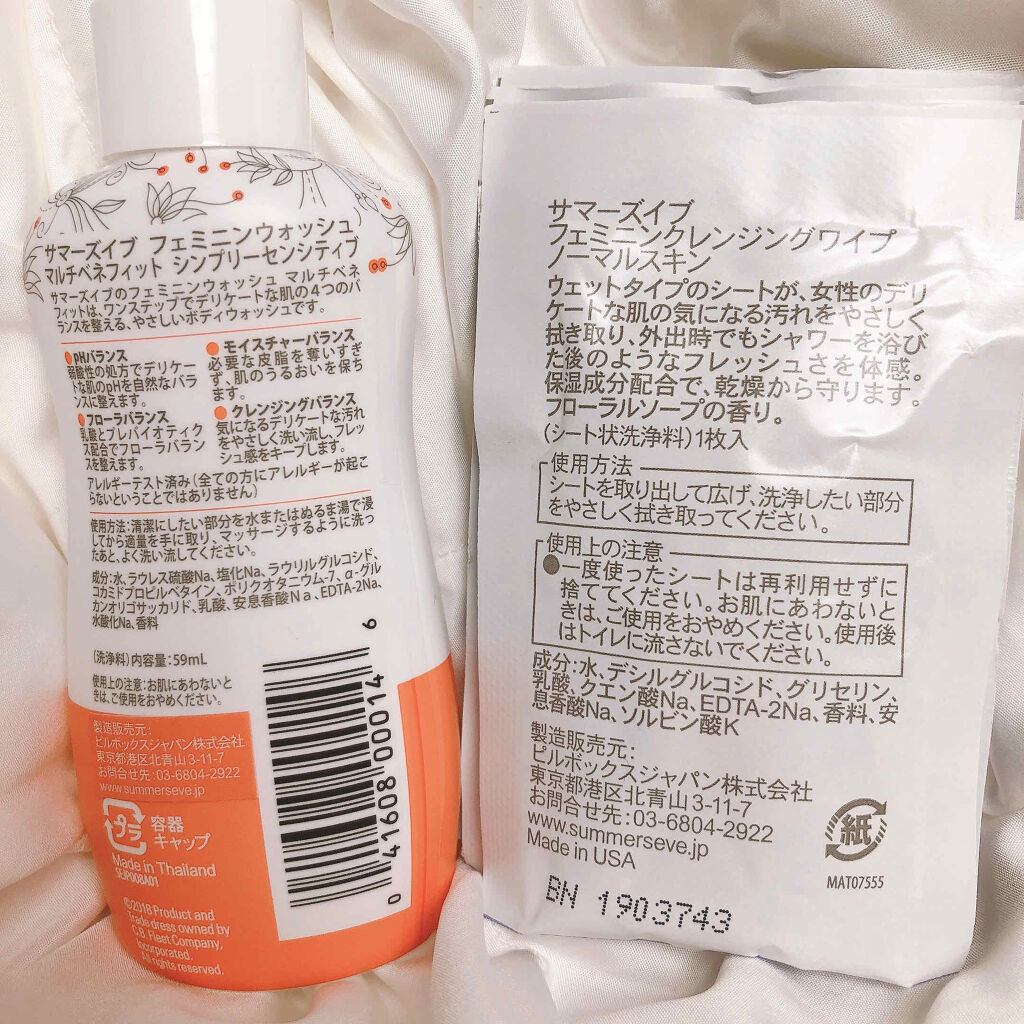 サマーズイブ フェミニンウォッシュ
マルチベネフィット シンプリーセンシティブ
サマーズイブのフェミニンウォッシュ マルチベネ
フィットは、ワンステップでデリケートな肌の4つのバ
ランスを整える、やさしいボディウォッシュです。
●pHバランス
弱酸性の処方でデリケー
トな肌のpHを自然なバラ
ンスに整えます。
●モイスチャーバランス
必要な皮脂を奪いすぎ
ず、肌のうるおいを保ち
ます。
●フローラバランス
乳酸とプレバイオティク
ス配合でフローラバラン
スを整えます。
●クレンジングバランス
気になるデリケートな汚れ
をやさしく洗い流し、フレッ
シュ感をキープします。
アレルギーテスト済み(全ての方にアレルギーが起こ
らないということではありません)
使用方法:清潔にしたい部分を水またはぬるま湯で浸
してから適量を手に取り、マッサージするように洗っ
たあと、よく洗い流してください。
成分:水、ラウレス硫酸Na、塩化Na、ラウリルグルコシド、
コカミドプロピルベタイン、ポリクオタニウム-7、α-グル
カンオリゴサッカリド、乳酸、安息香酸Na、EDTA-2Na、
水酸化Na、香料
(洗浄料)内容量:59mL
使用上の注意:お肌にあわないと
きは、ご使用をおやめください。
製造販売元:
ピルボックスジャパン株式会社
東京都港区北青山3-11-7
お問合せ先:03-6804-2922
www.summerseve.jp
プラ
容器
キャップ
Made in Thailand
SEJP008A01
©2018 Product and
Trade dress owned by
C.B. Fleet Company,
Incorporated.
All rights reserved.
0 41608 00014 6
サマーズイブ
フェミニンクレンジングワイプ
ノーマルスキン
ウェットタイプのシートが、女性のデリ
ケートな肌の気になる汚れをやさしく
拭き取り、外出時でもシャワーを浴び
た後のようなフレッシュさを体感。
保湿成分配合で、乾燥から守ります。
フローラルソープの香り。
(シート状洗浄料)1枚入
使用方法
シートを取り出して広げ、洗浄したい部分
をやさしく拭き取ってください。
使用上の注意
●一度使ったシートは再利用せずに
捨ててください。お肌にあわないと
きは、ご使用をおやめください。使用後
はトイレに流さないでください。
成分:水、デシルグルコシド、グリセリン、
乳酸、クエン酸Na、EDTA-2Na、香料、安
息香酸Na、ソルビン酸K
製造販売元:
ピルボックスジャパン株式会社
東京都港区北青山3-11-7
お問合せ先:03-6804-2922
www.summerseve.jp
Made in USA
紙
MAT07555
BN 1903743